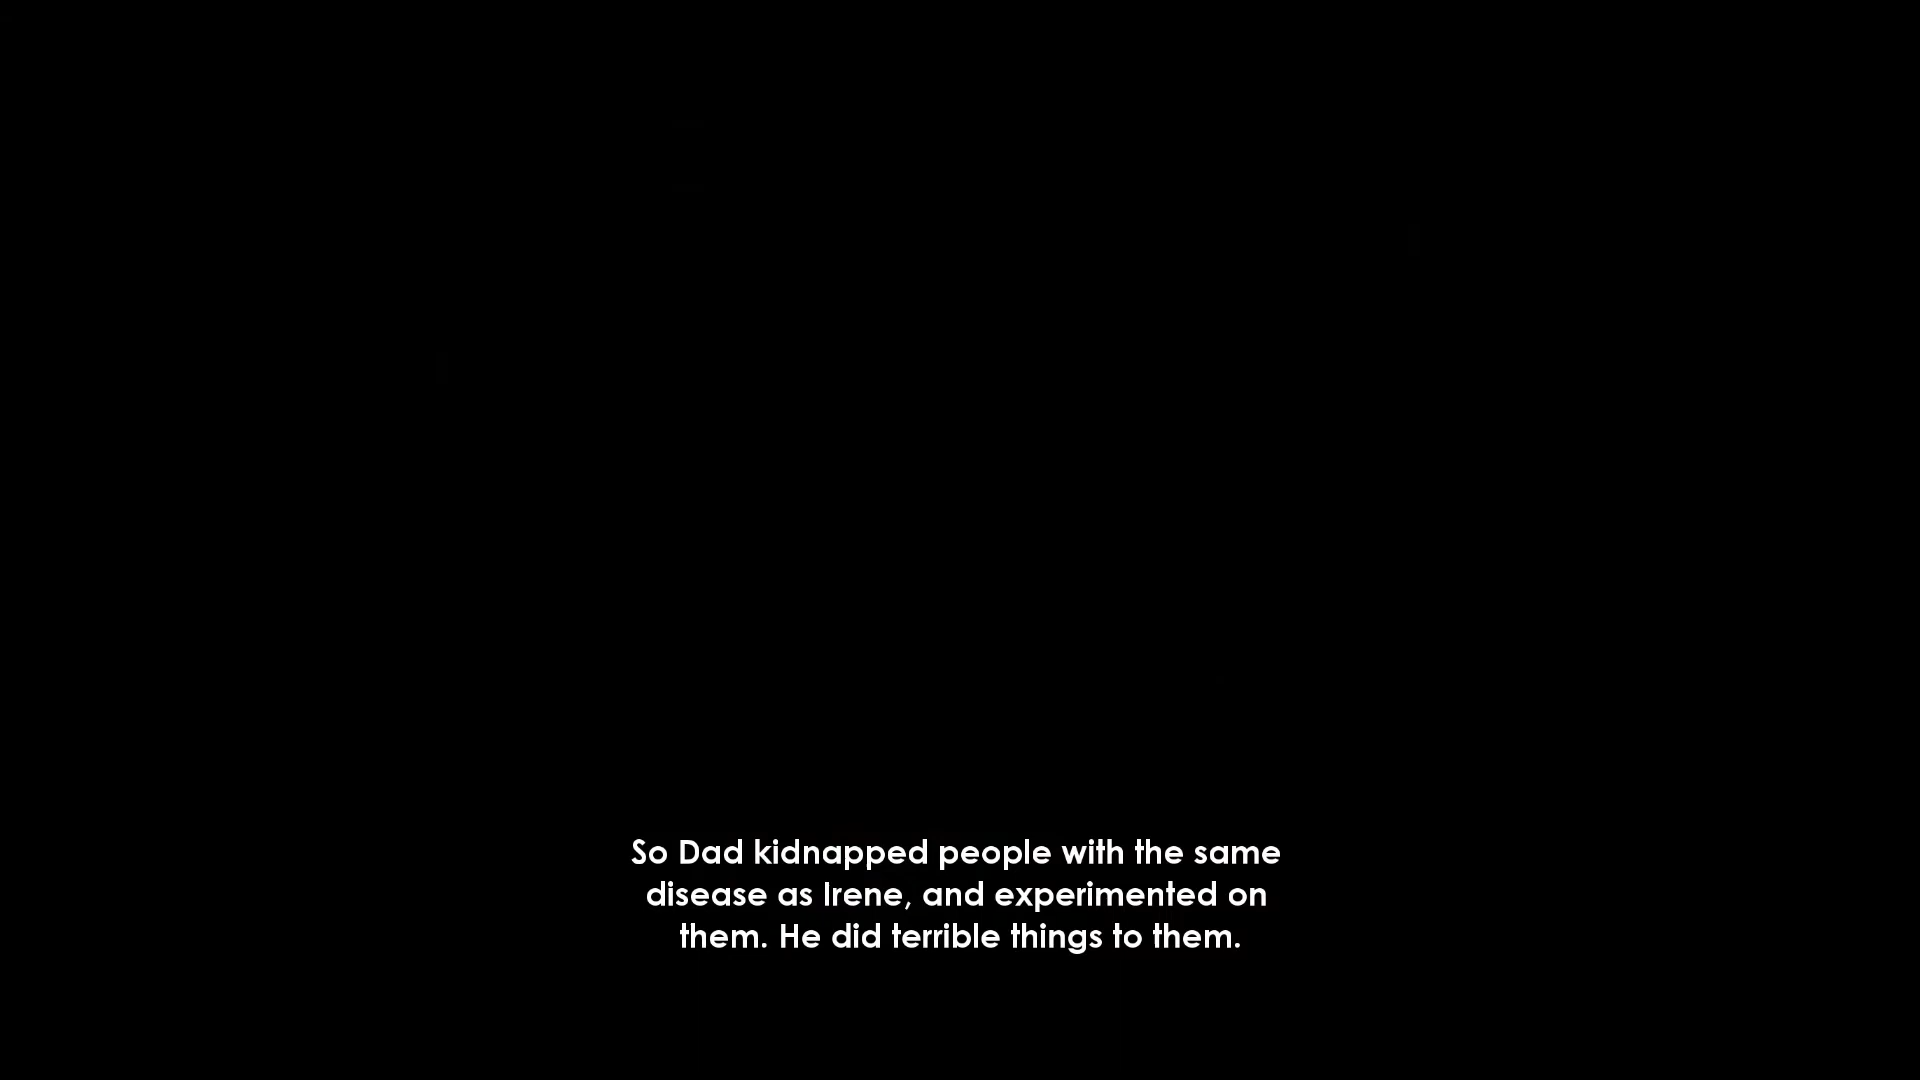 So Dad kidnapped people with the same
disease as Irene, and experimented on
them. He did terrible things to them.